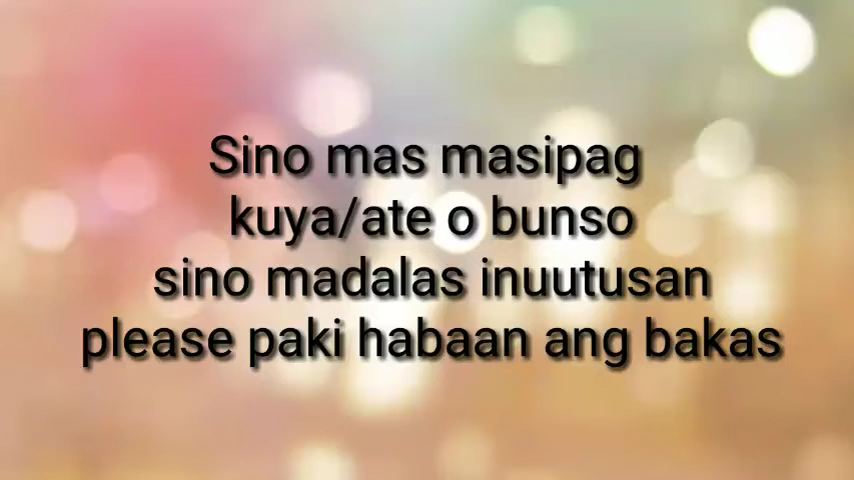 Sino mas masipag
kuya/ate o bunso
sino madalas inuutusan
please paki habaan ang bakas